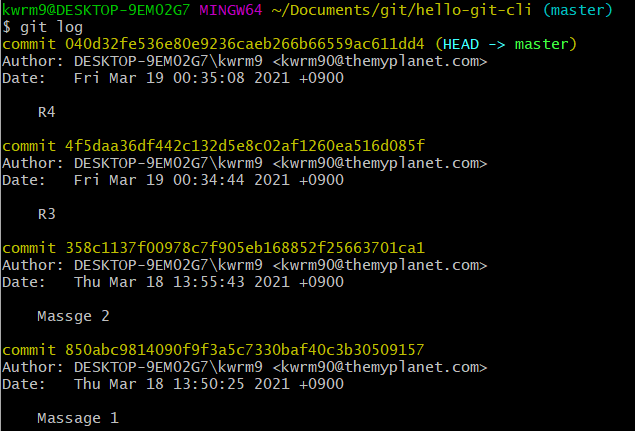 kwrm9@DESKTOP-9EM02G7 MINGW64 ~/Documents/git/hello-git-cli (master)
$ git log
commit 040d32fe536e80e9236caeb266b66559ac611dd4 (HEAD -> master)
Author: DESKTOP-9EM02G7\kwrm9 <kwrm90@themyplanet.com>
Date:   Fri Mar 19 00:35:08 2021 +0900
    R4
commit 4f5daa36df442c132d5e8c02af1260ea516d085f
Author: DESKTOP-9EM02G7\kwrm9 <kwrm90@themyplanet.com>
Date:   Fri Mar 19 00:34:44 2021 +0900
    R3
commit 358c1137f00978c7f905eb168852f25663701ca1
Author: DESKTOP-9EM02G7\kwrm9 <kwrm90@themyplanet.com>
Date:   Thu Mar 18 13:55:43 2021 +0900
    Massge 2
commit 850abc9814090f9f3a5c7330baf40c3b30509157
Author: DESKTOP-9EM02G7\kwrm9 <kwrm90@themyplanet.com>
Date:   Thu Mar 18 13:50:25 2021 +0900
    Massage 1